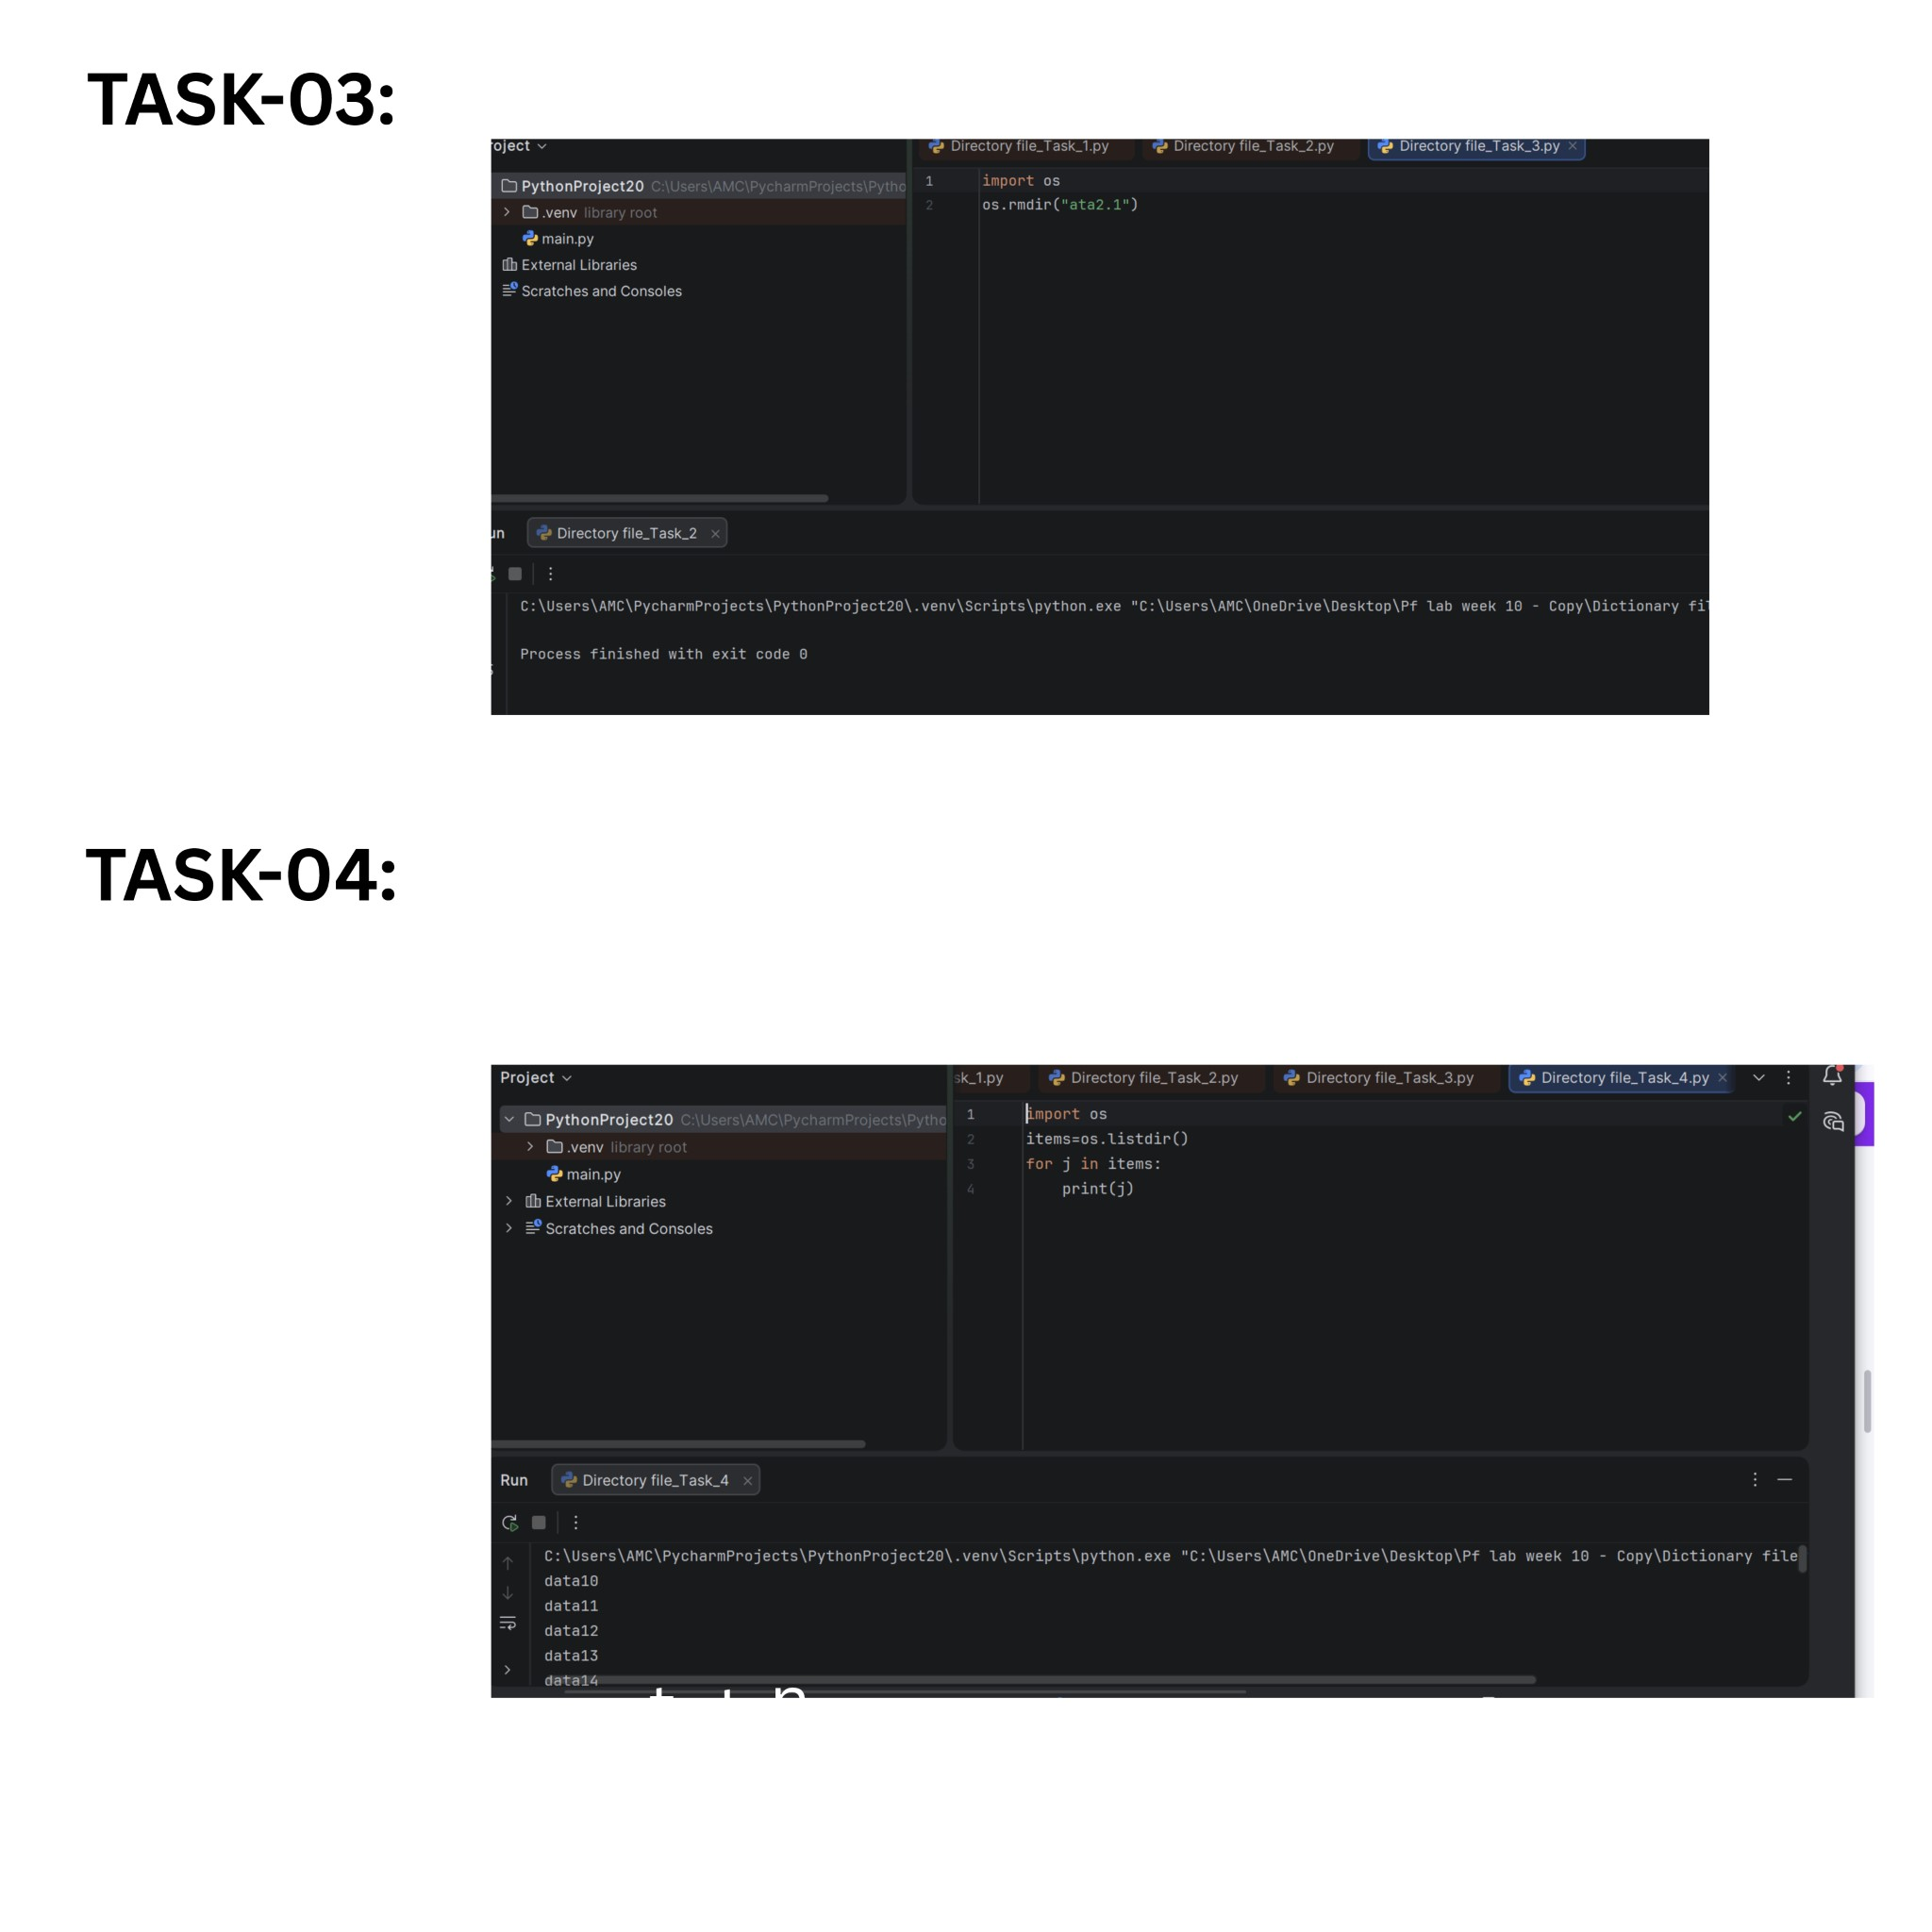 TASK-03:
roject
Directory file_Task_1.py
Directory file_Task_2.py
Directory file_Task_3.py
PythonProject20 C:\Users\AMC\PycharmProjects\Pytho
.venv library root
main.py
External Libraries
Scratches and Consoles
1 import os
2 os.rmdir("ata2.1")
un Directory file_Task_2
C:\Users\AMC\PycharmProjects\PythonProject20\.venv\Scripts\python.exe "C:\Users\AMC\OneDrive\Desktop\Pf lab week 10 - Copy\Dictionary fil
Process finished with exit code 0
TASK-04:
Project
sk_1.py
Directory file_Task_2.py
Directory file_Task_3.py
Directory file_Task_4.py
PythonProject20 C:\Users\AMC\PycharmProjects\Pytho
.venv library root
main.py
External Libraries
Scratches and Consoles
1 import os
2 items=os.listdir()
3 for j in items:
4 print(j)
Run Directory file_Task_4
C:\Users\AMC\PycharmProjects\PythonProject20\.venv\Scripts\python.exe "C:\Users\AMC\OneDrive\Desktop\Pf lab week 10 - Copy\Dictionary file
data10
data11
data12
data13
data14